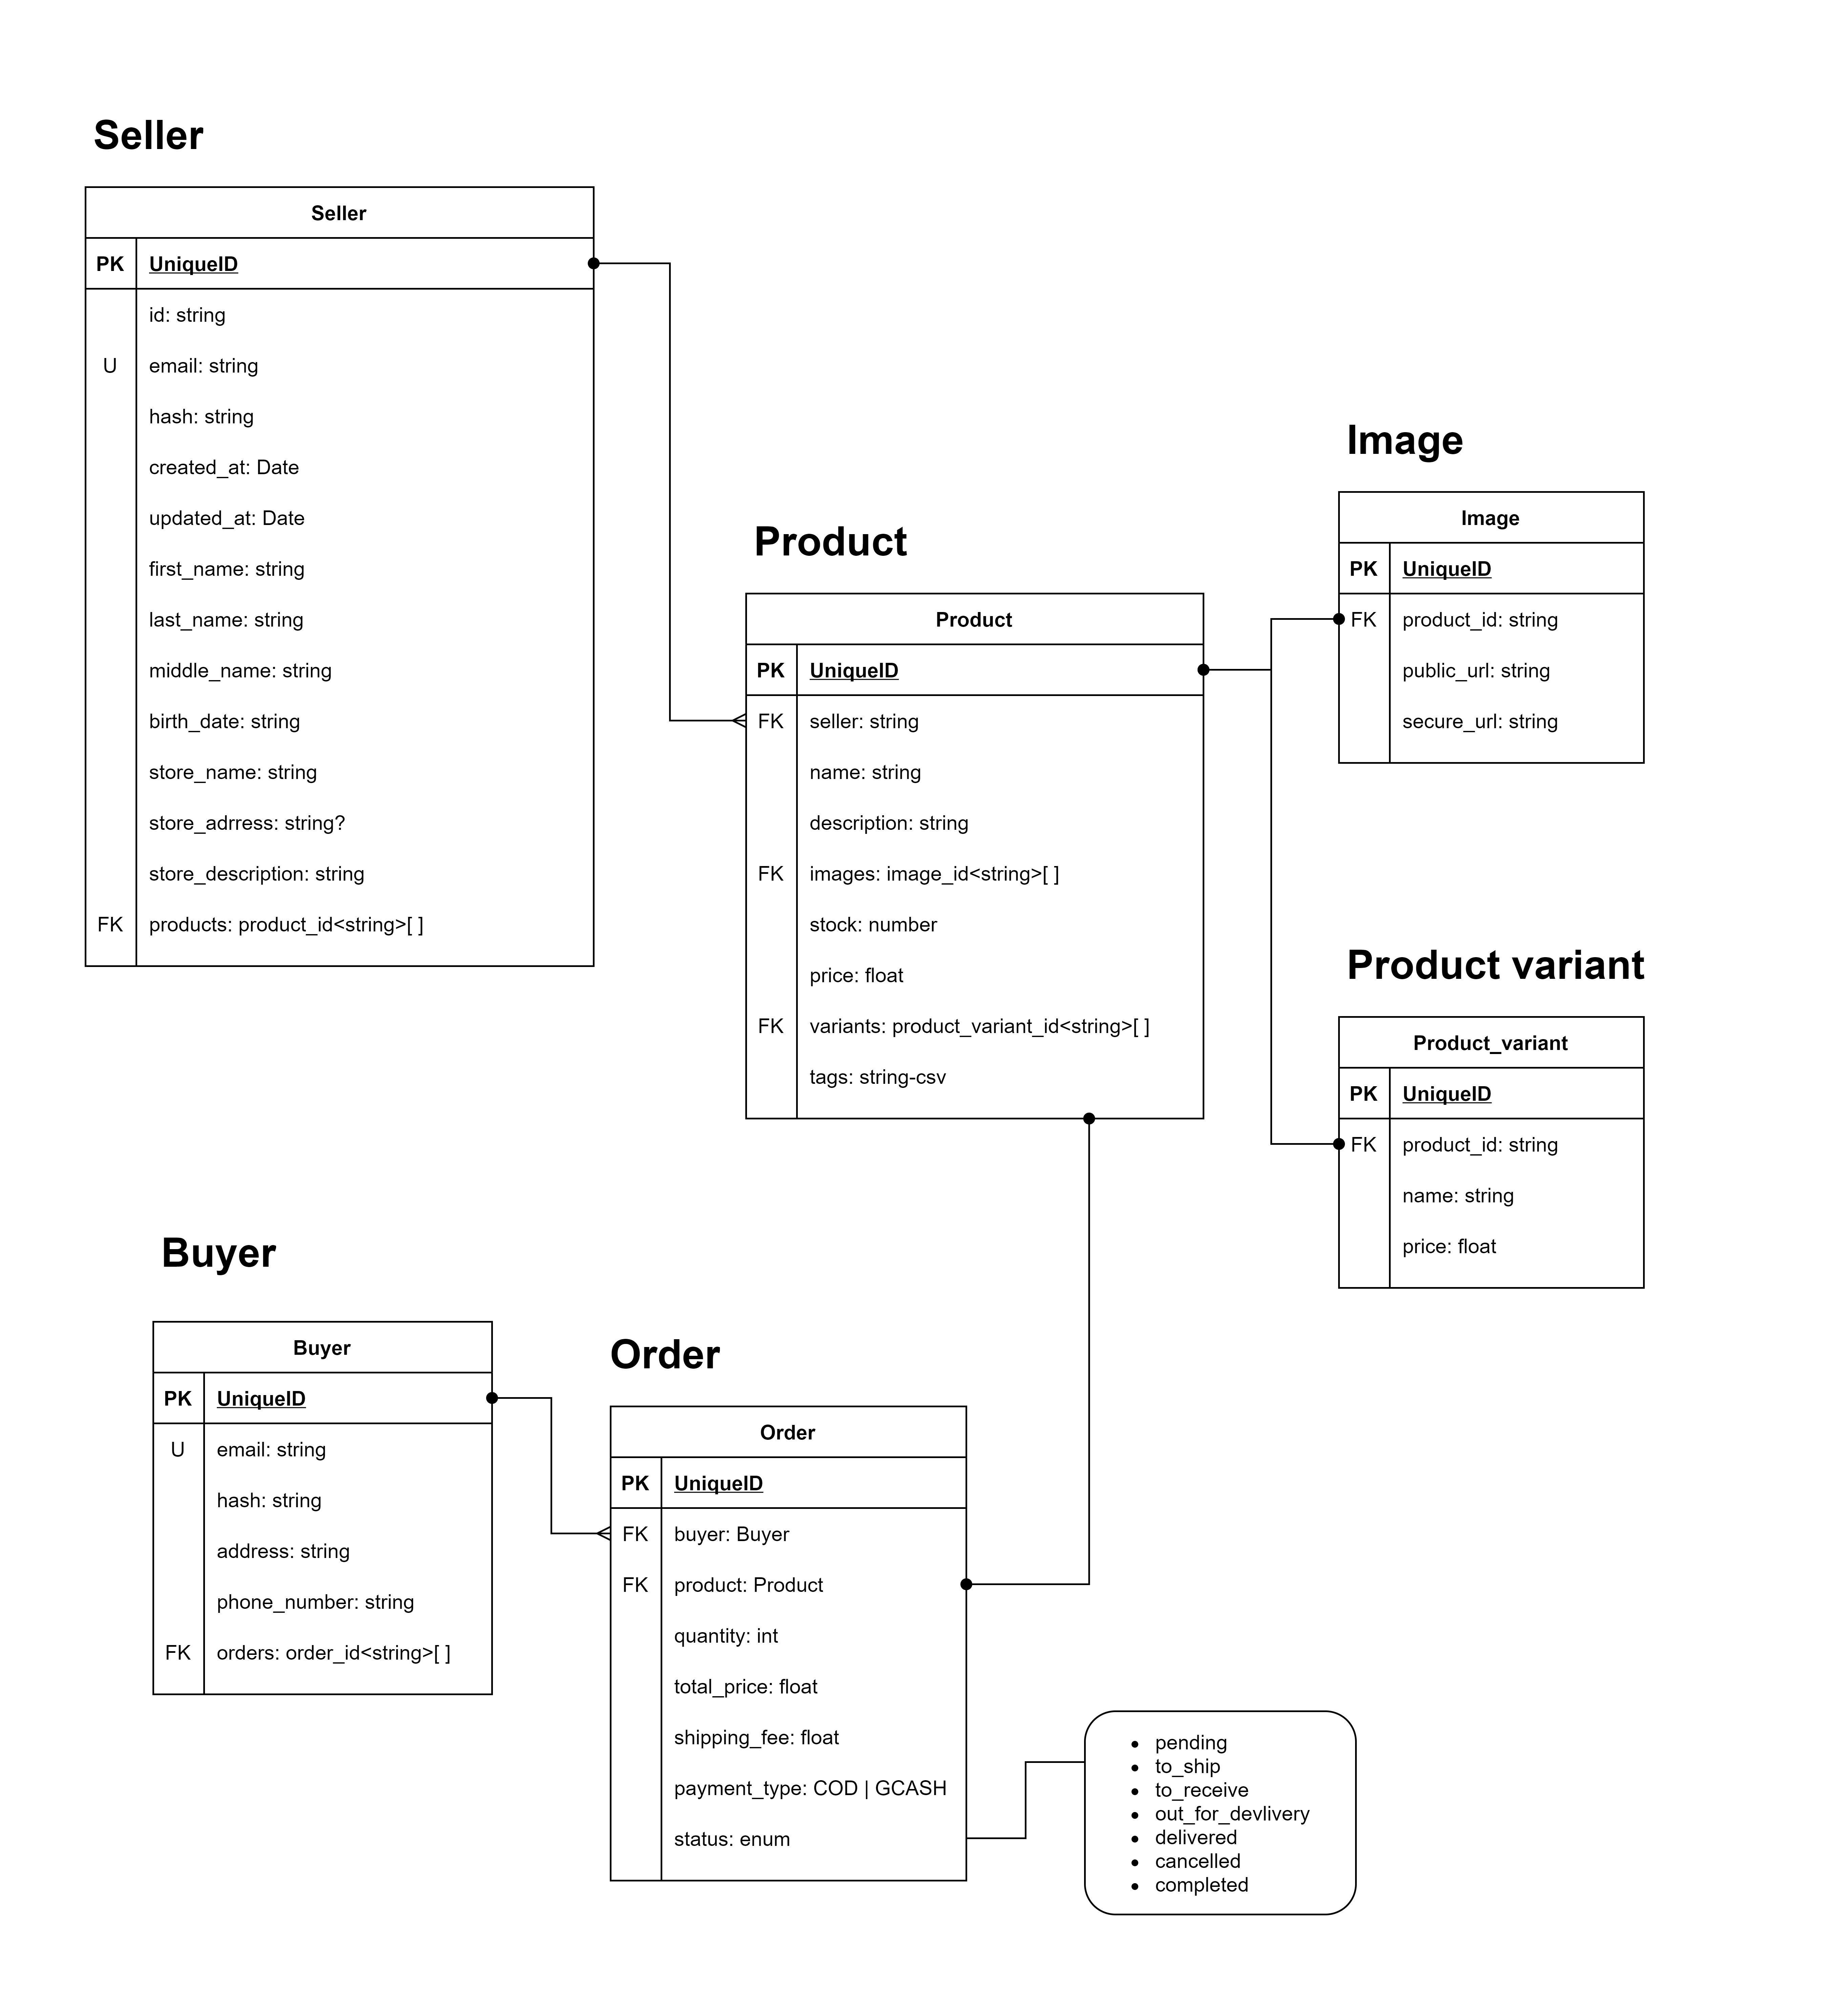 Seller
Seller
PK UniqueID
id: string
U email: string
hash: string
created_at: Date
updated_at: Date
first_name: string
last_name: string
middle_name: string
birth_date: string
store_name: string
store_adrress: string?
store_description: string
FK products: product_id<string>[ ]
Product
Product
PK UniqueID
FK seller: string
name: string
description: string
FK images: image_id<string>[ ]
stock: number
price: float
FK variants: product_variant_id<string>[ ]
tags: string-csv
Image
Image
PK UniqueID
FK product_id: string
public_url: string
secure_url: string
Product variant
Product_variant
PK UniqueID
FK product_id: string
name: string
price: float
Buyer
Buyer
PK UniqueID
U email: string
hash: string
address: string
phone_number: string
FK orders: order_id<string>[ ]
Order
Order
PK UniqueID
FK buyer: Buyer
FK product: Product
quantity: int
total_price: float
shipping_fee: float
payment_type: COD | GCASH
status: enum
• pending
• to_ship
• to_receive
• out_for_devlivery
• delivered
• cancelled
• completed